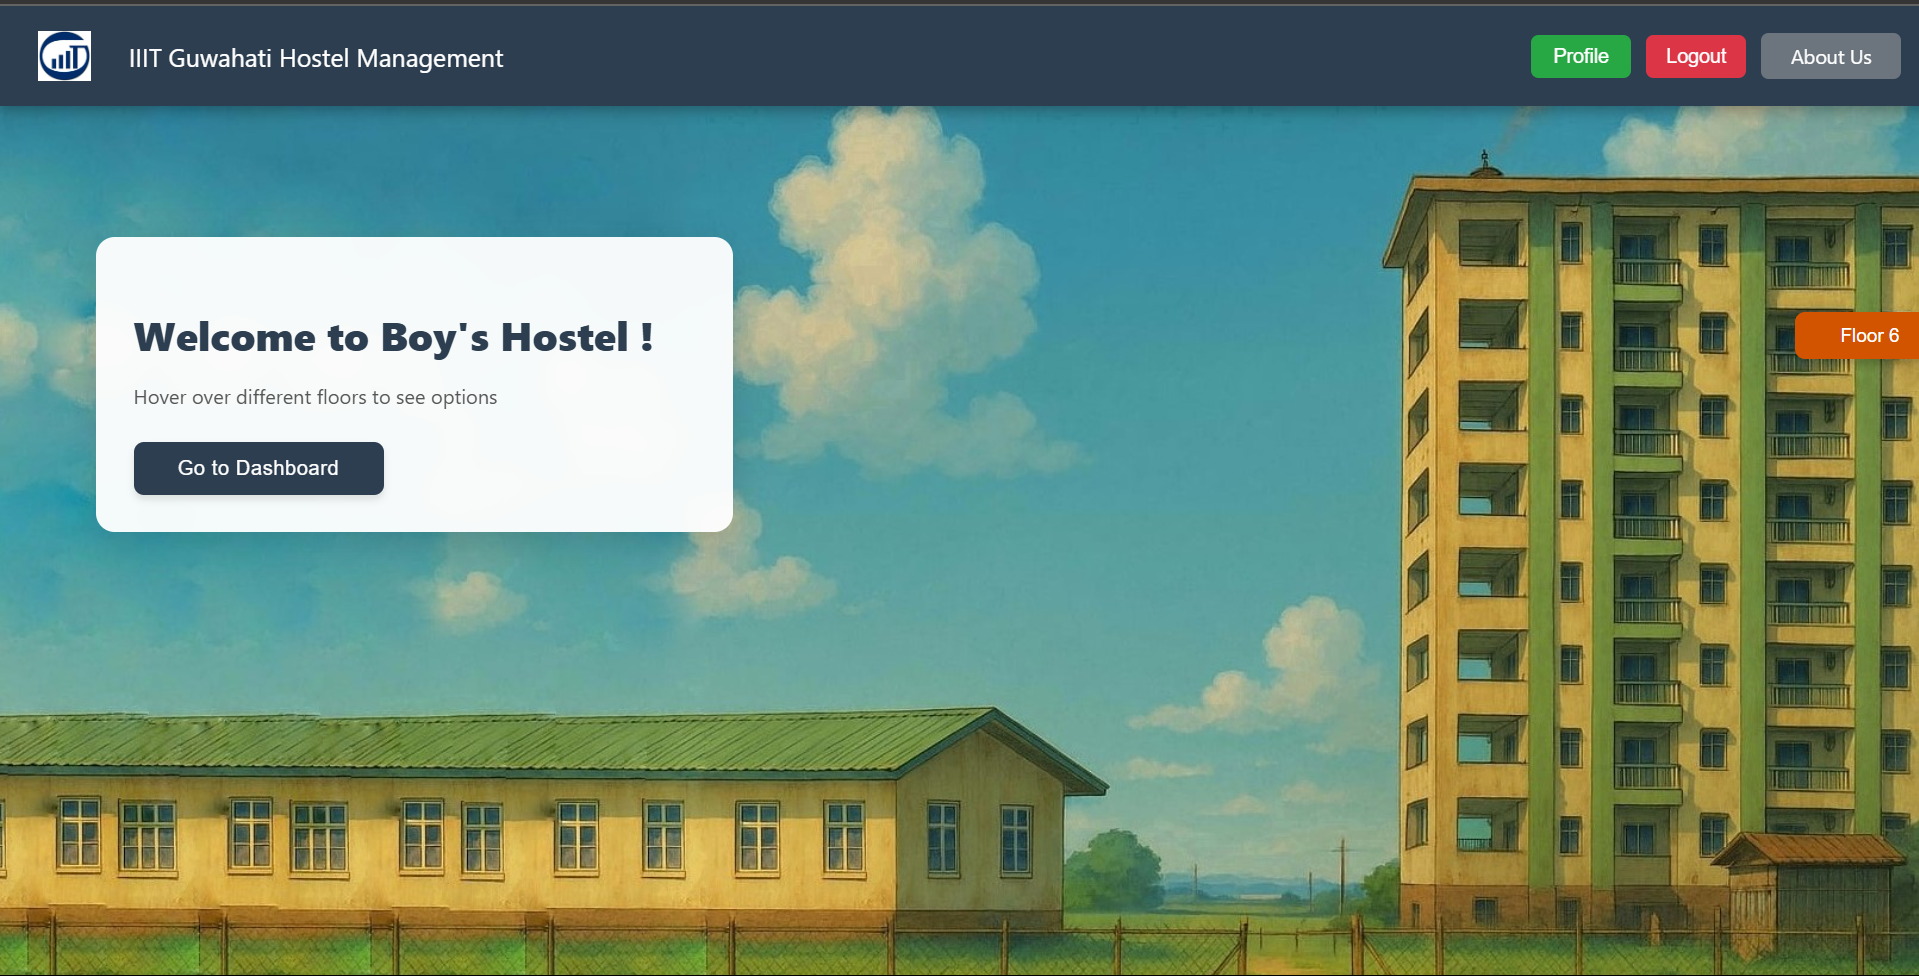 IIIT Guwahati Hostel Management
Profile
Logout
About Us
Welcome to Boy's Hostel !
Hover over different floors to see options
Go to Dashboard
Floor 6